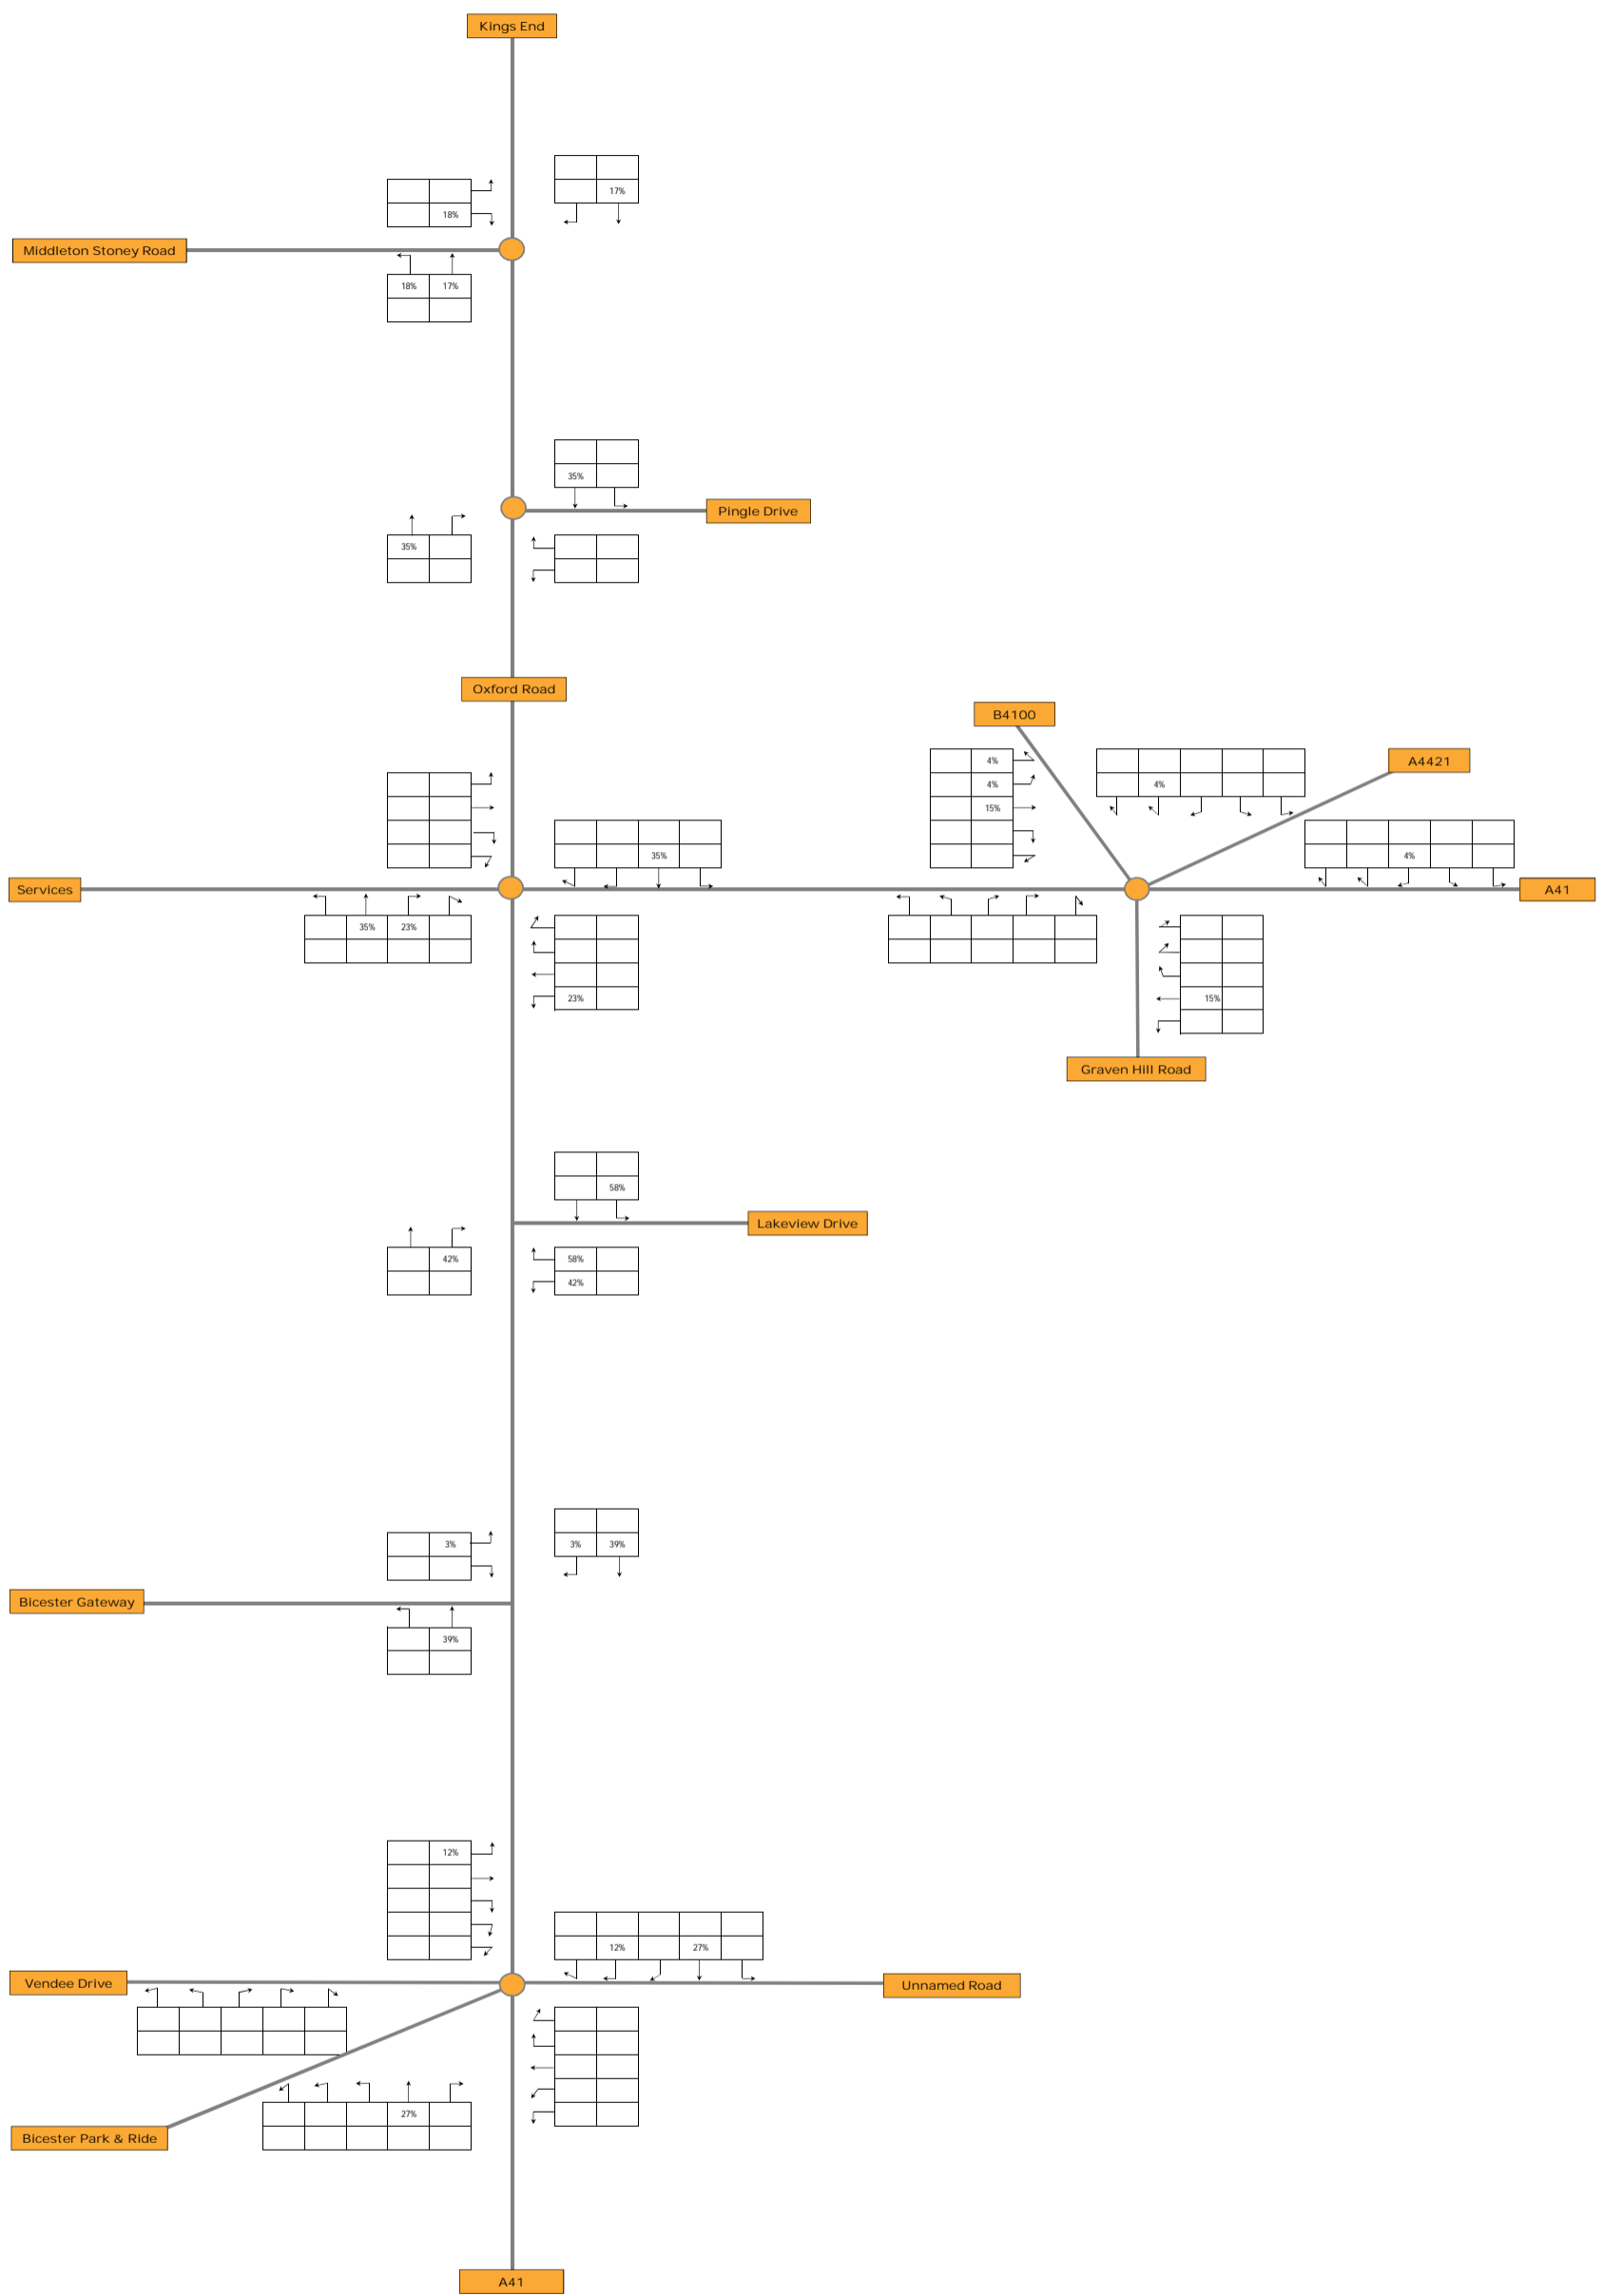 Kings End
17%
18%
Middleton Stoney Road
18% 17%
35%
Pingle Drive
35%
Oxford Road
B4100
4%
A4421
4% 4%
15%
35% 4%
Services
A41
35% 23%
23% 15%
Graven Hill Road
58%
Lakeview Drive
42% 58%
42%
3% 3% 39%
Bicester Gateway
39%
12%
12% 27%
Vendee Drive
Unnamed Road
27%
Bicester Park & Ride
A41